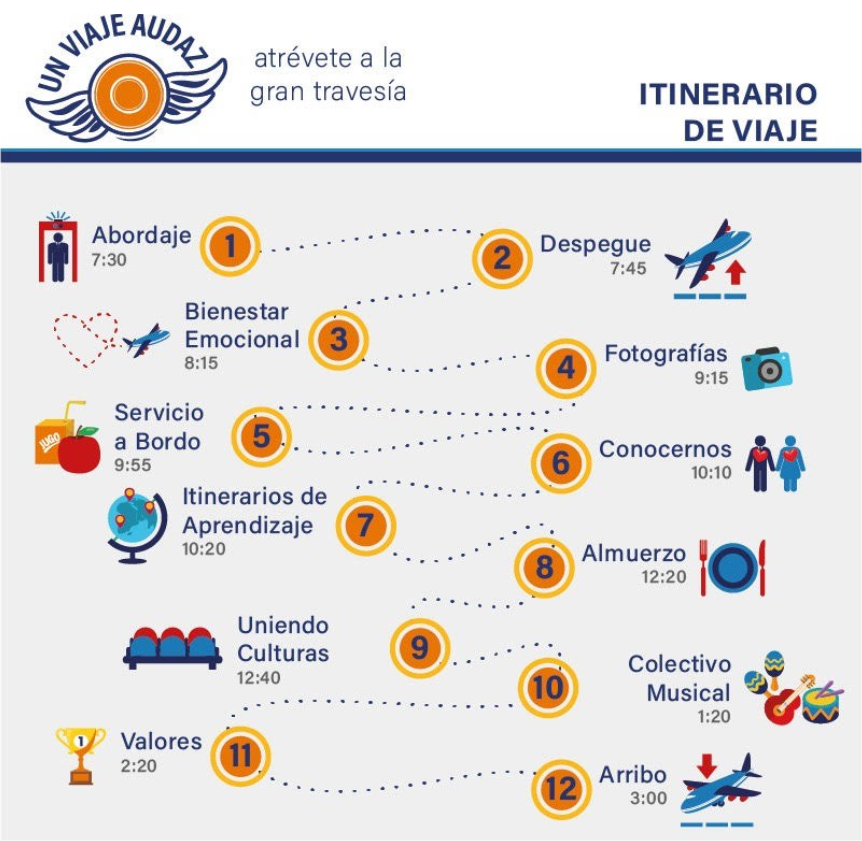 UN VIAJE AUDAZ
atrévete a la
gran travesía
ITINERARIO
DE VIAJE
Abordaje
7:30
1
2
Despegue
7:45
Bienestar
Emocional
8:15
3
4
Fotografías
9:15
JUGO
Servicio
a Bordo
9:55
5
6
Conocernos
10:10
Itinerarios de
Aprendizaje
10:20
7
8
Almuerzo
12:20
Uniendo
Culturas
12:40
9
10
Colectivo
Musical
1:20
1
Valores
2:20
11
12
Arribo
3:00